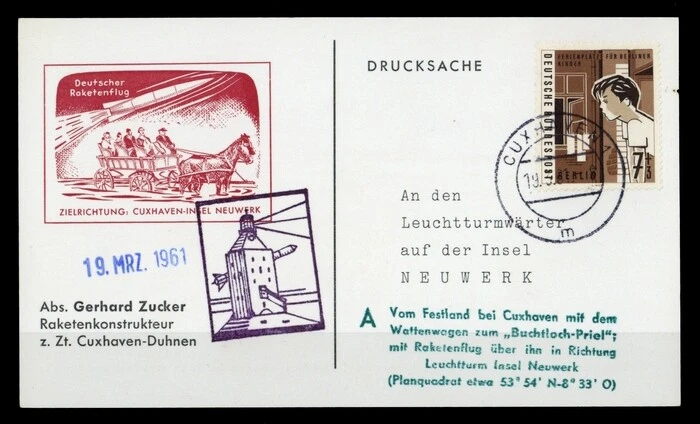 Deutscher
Raketenflug
ZIELRICHTUNG: CUXHAVEN-INSEL NEUWERK
19. MRZ. 1961
Abs. Gerhard Zucker
Raketenkonstrukteur
z. Zt. Cuxhaven-Duhnen
DRUCKSACHE
FERIENPLÄTZE FÜR BERLINER
KINDER
DEUTSCHE BUNDESPOST
BERLIN
7+3
CUXHAVEN
m
An den
Leuchtturmwärter
auf der Insel
NEUWERK
A Vom Festland bei Cuxhaven mit dem
Wattenwagen zum „Buchtloch-Priel";
mit Raketenflug über ihn in Richtung
Leuchtturm Insel Neuwerk
(Planquadrat etwa 53° 54' N-8° 33' O)